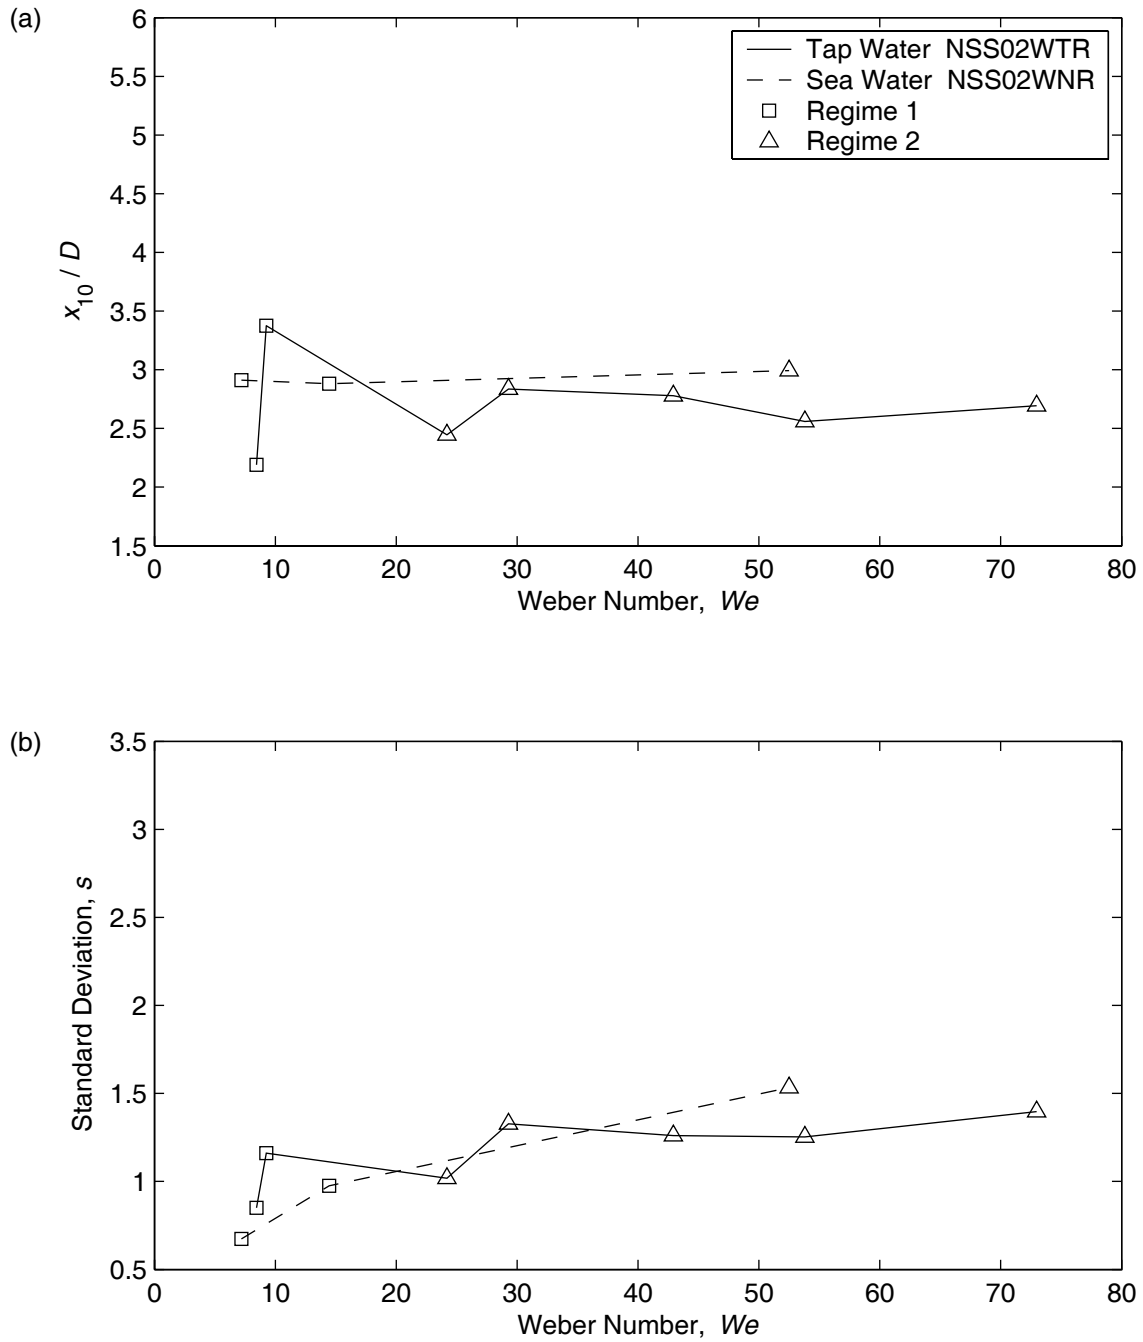 (a)
6
5.5
5
4.5
4
3.5
3
2.5
2
1.5
x10 / D
Tap Water NSS02WTR
Sea Water NSS02WNR
Regime 1
Regime 2
0 10 20 30 40 50 60 70 80
Weber Number, We
(b)
3.5
3
2.5
2
1.5
1
0.5
Standard Deviation, s
0 10 20 30 40 50 60 70 80
Weber Number, We